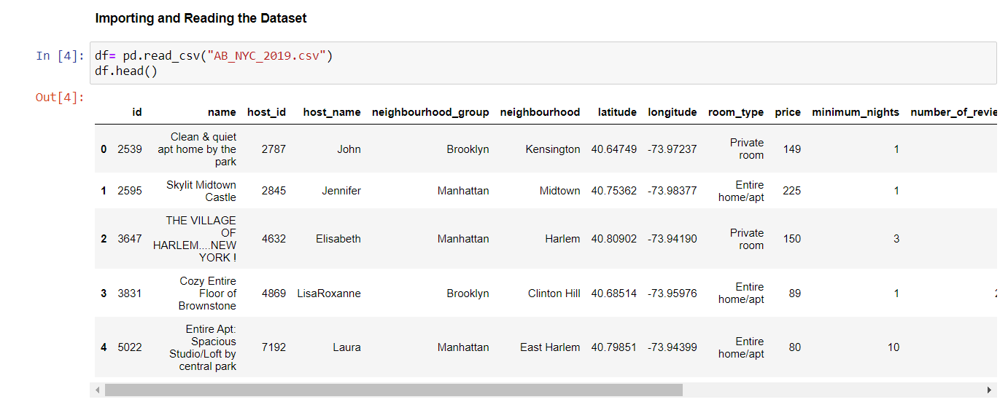 Importing and Reading the Dataset
In [4]: df= pd.read_csv("AB_NYC_2019.csv")
df.head()
Out[4]:
id name host_id host_name neighbourhood_group neighbourhood latitude longitude room_type price minimum_nights number_of_revie
0 2539 Clean & quiet apt home by the park 2787 John Brooklyn Kensington 40.64749 -73.97237 Private room 149 1
1 2595 Skylit Midtown Castle 2845 Jennifer Manhattan Midtown 40.75362 -73.98377 Entire home/apt 225 1
2 3647 THE VILLAGE OF HARLEM....NEW YORK ! 4632 Elisabeth Manhattan Harlem 40.80902 -73.94190 Private room 150 3
3 3831 Cozy Entire Floor of Brownstone 4869 LisaRoxanne Brooklyn Clinton Hill 40.68514 -73.95976 Entire home/apt 89 1
4 5022 Entire Apt: Spacious Studio/Loft by central park 7192 Laura Manhattan East Harlem 40.79851 -73.94399 Entire home/apt 80 10